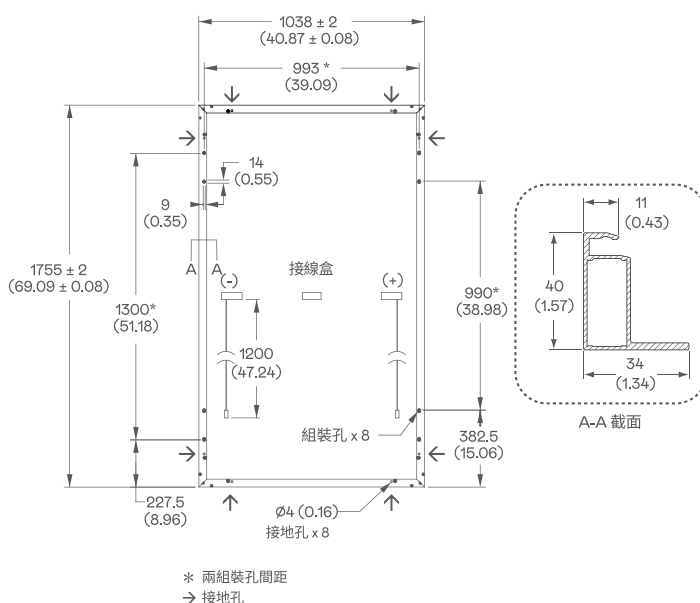 1038 ± 2
(40.87 ± 0.08)
993 *
(39.09)
14
(0.55)
9
(0.35)
11
(0.43)
1755 ± 2
(69.09 ± 0.08)
A A
(-)
接線盒
(+)
40
(1.57)
1300*
(51.18)
990*
(38.98)
1200
(47.24)
34
(1.34)
A-A 截面
組裝孔 x 8
382.5
(15.06)
227.5
(8.96)
Ø4 (0.16)
接地孔 x 8
* 兩組裝孔間距
→ 接地孔